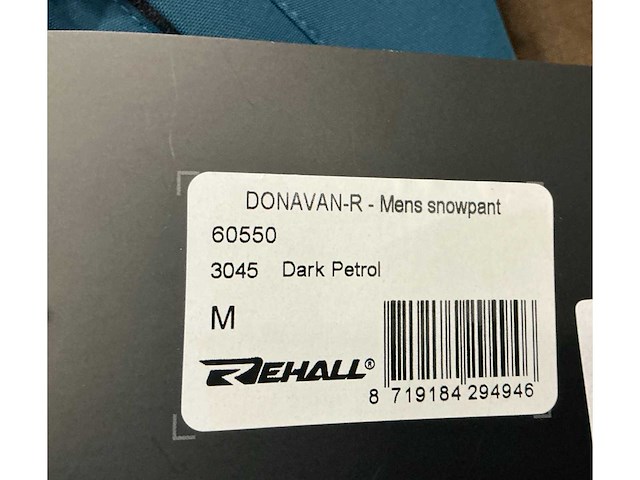 DONAVAN-R - Mens snowpant
60550
3045 Dark Petrol
M
REHALL®
8 719184 294946